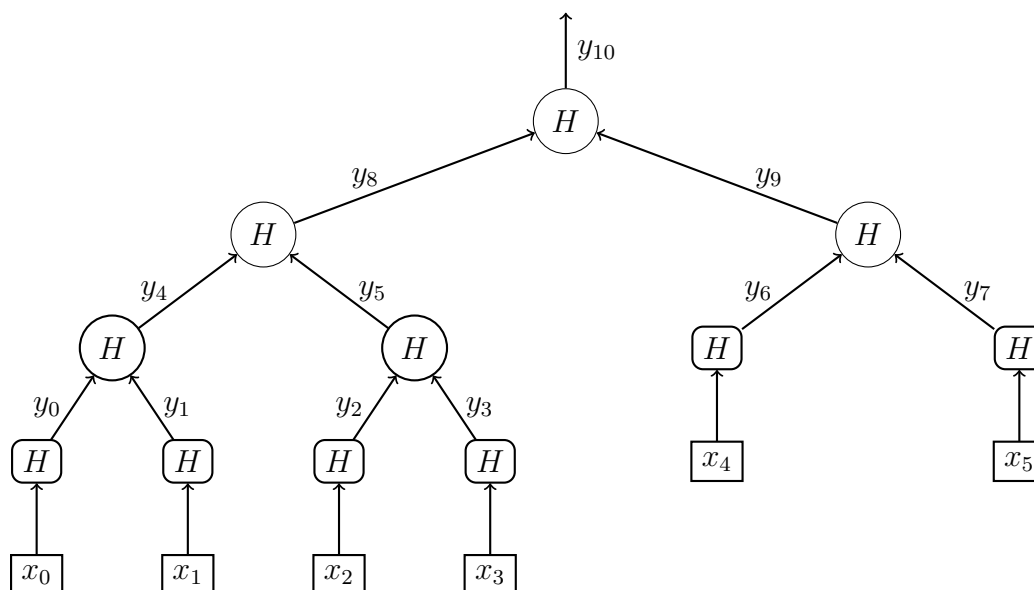 y10
H
y8 y9
H H
y4 y5 y6 y7
H H H H
y0 y1 y2 y3
H H H H x4 x5
x0 x1 x2 x3